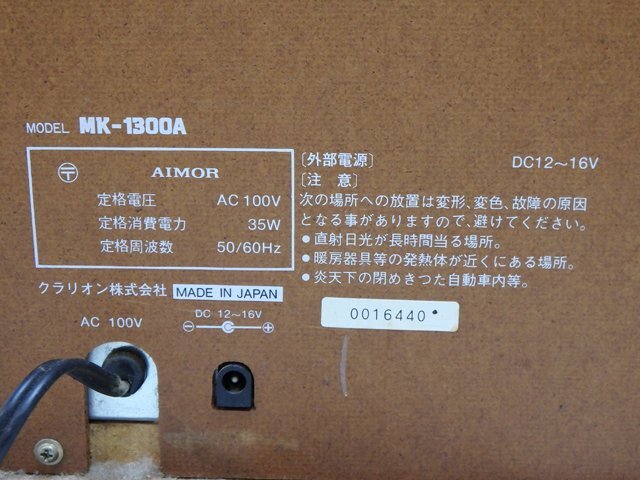 MODEL MK-1300A
〒 AIMOR
定格電圧 AC 100V
定格消費電力 35W
定格周波数 50/60Hz
クラリオン株式会社 MADE IN JAPAN
[外部電源] DC12~16V
[注 意]
次の場所への放置は変形、変色、故障の原因
となる事がありますので、避けてください。
•直射日光が長時間当る場所。
•暖房器具等の発熱体が近くにある場所。
•炎天下の閉めきつた自動車内等。
0016440
AC 100V
DC 12~16V
⊖ ⊕